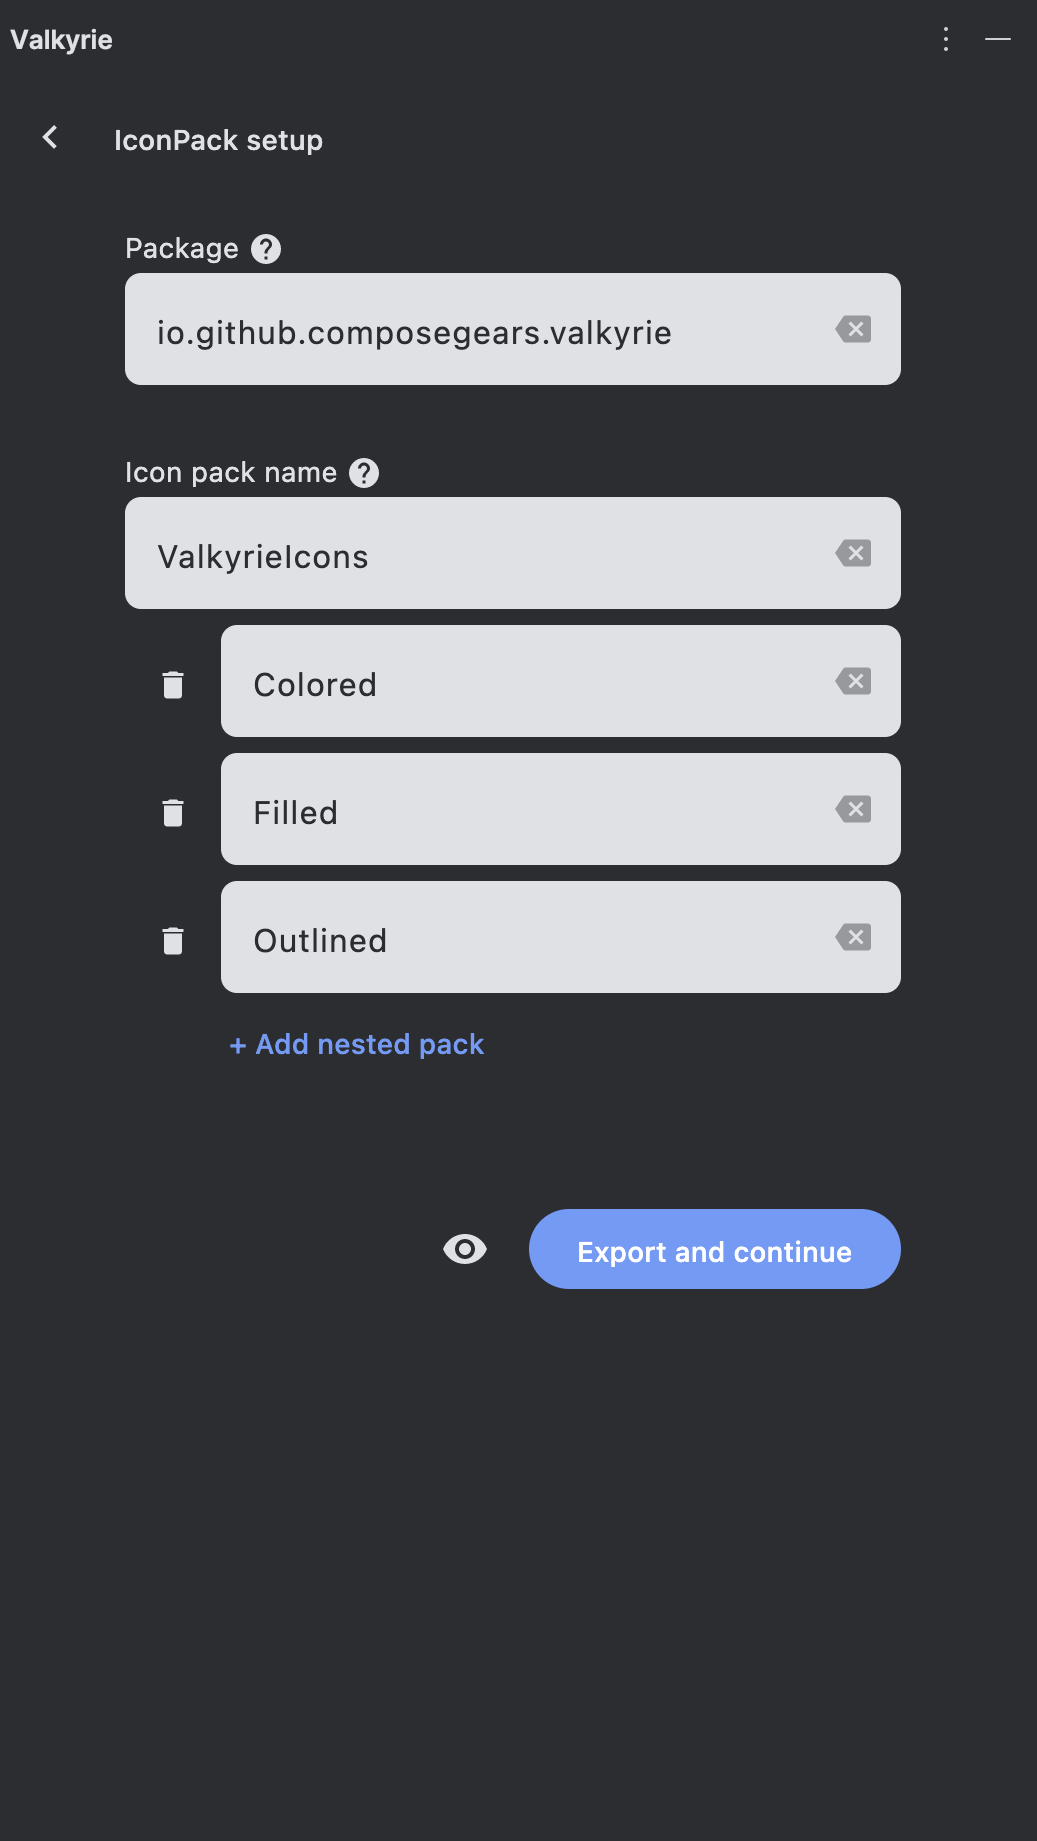 Valkyrie
IconPack setup
Package
io.github.composegears.valkyrie
Icon pack name
ValkyrieIcons
Colored
Filled
Outlined
+ Add nested pack
Export and continue